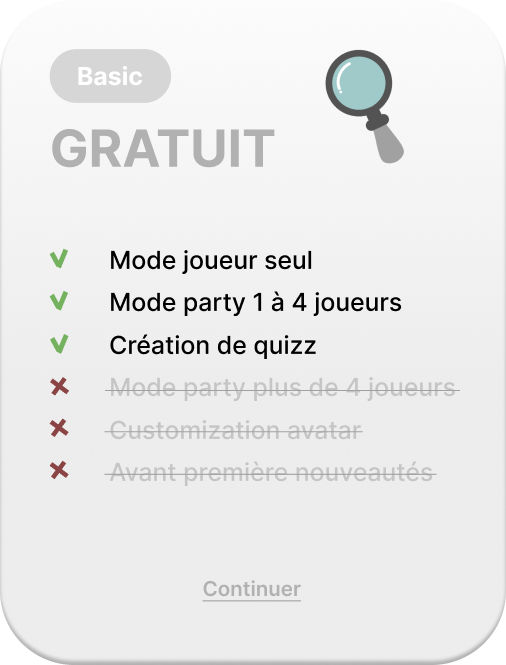 Basic
GRATUIT
Mode joueur seul
Mode party 1 à 4 joueurs
Création de quizz
Mode party plus de 4 joueurs
Customization avatar
Avant première nouveautés
Continuer